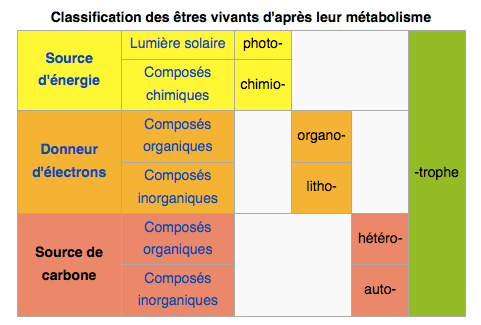 Classification des êtres vivants d'après leur métabolisme
Source
d'énergie
Lumière solaire
photo-
Composés
chimiques
chimio-
Donneur
d'électrons
Composés
organiques
organo-
Composés
inorganiques
litho-
-trophe
Source de
carbone
Composés
organiques
hétéro-
Composés
inorganiques
auto-